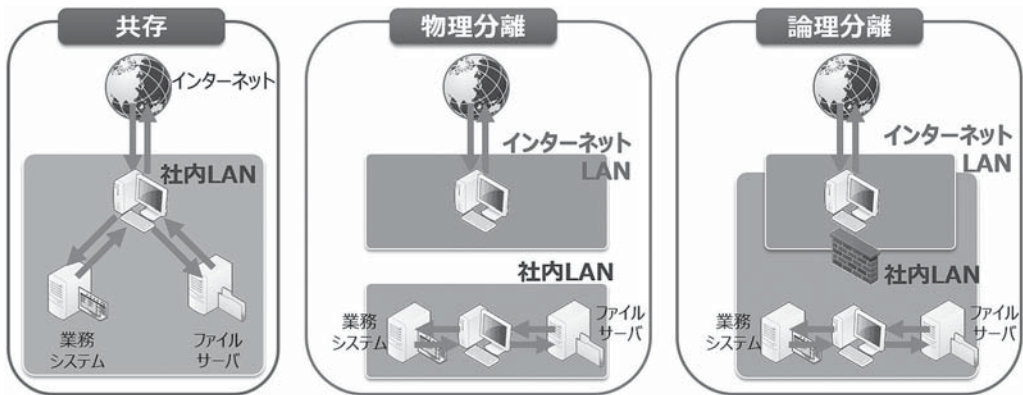 共存
インターネット
社内LAN
業務
システム
ファイル
サーバ
物理分離
インターネット
LAN
社内LAN
業務
システム
ファイル
サーバ
論理分離
インターネット
LAN
社内LAN
業務
システム
ファイル
サーバ